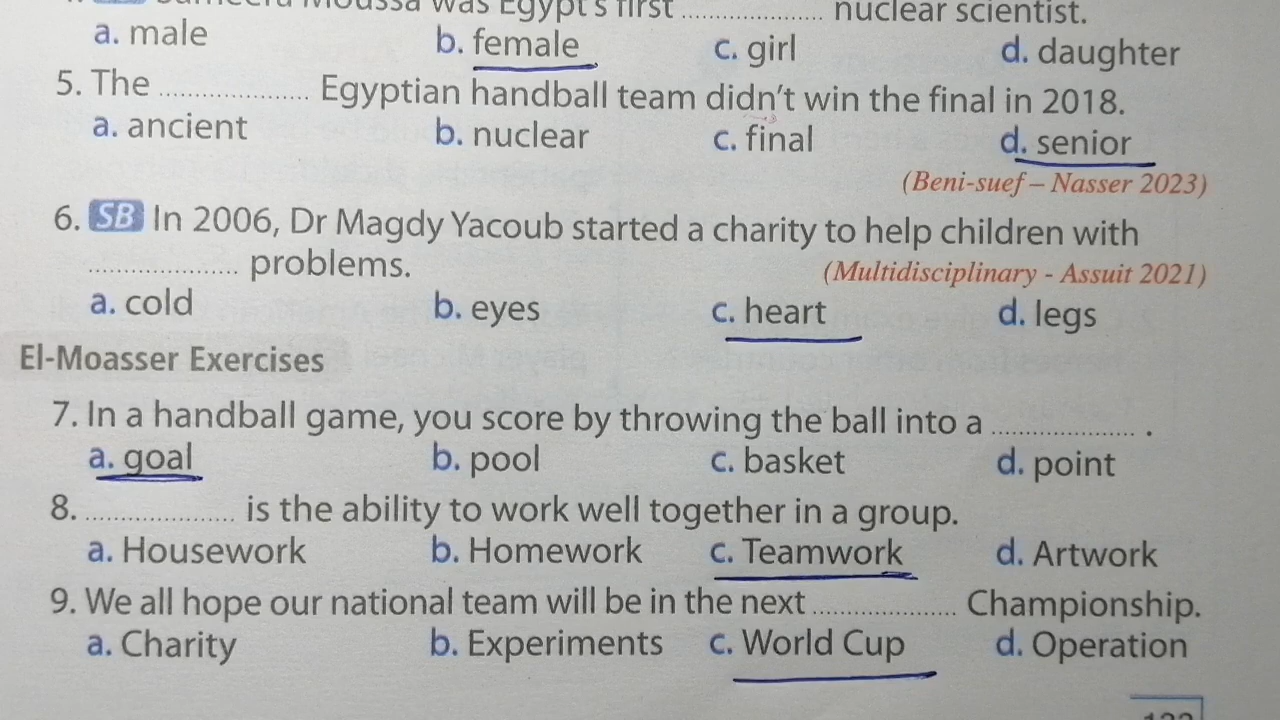 Moussa was Egypt's first .................... nuclear scientist.
a. male b. female c. girl d. daughter
5. The .................... Egyptian handball team didn't win the final in 2018.
a. ancient b. nuclear c. final d. senior
(Beni-suef – Nasser 2023)
6. SB In 2006, Dr Magdy Yacoub started a charity to help children with
.................... problems.
(Multidisciplinary - Assuit 2021)
a. cold b. eyes c. heart d. legs
El-Moasser Exercises
7. In a handball game, you score by throwing the ball into a .................... .
a. goal b. pool c. basket d. point
8. .................... is the ability to work well together in a group.
a. Housework b. Homework c. Teamwork d. Artwork
9. We all hope our national team will be in the next .................... Championship.
a. Charity b. Experiments c. World Cup d. Operation